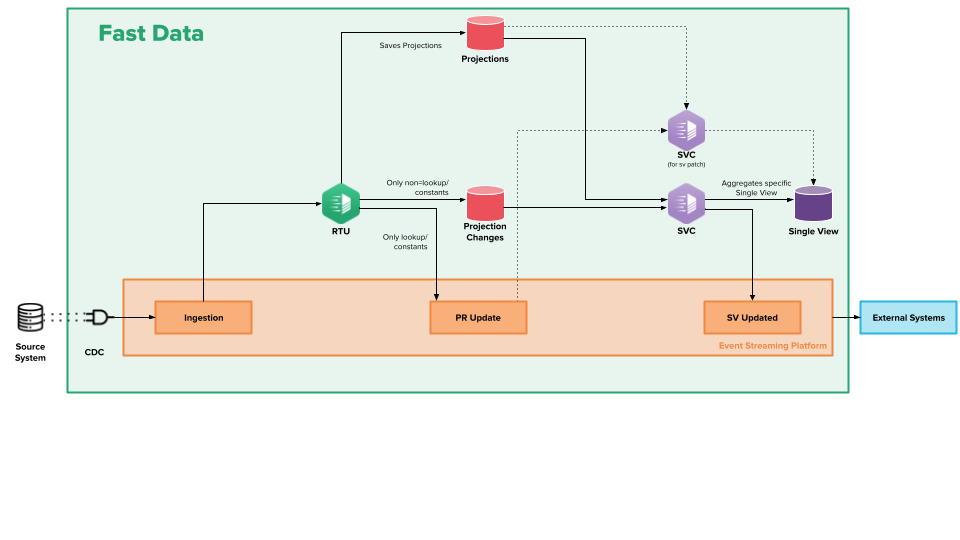 Fast Data
Saves Projections
Projections
SVC
(for sv patch)
Only non=lookup/
constants
Aggregates specific
Single View
RTU
Projection
Changes
SVC
Single View
Only lookup/
constants
Ingestion
PR Update
SV Updated
External Systems
Event Streaming Platform
Source
System
CDC